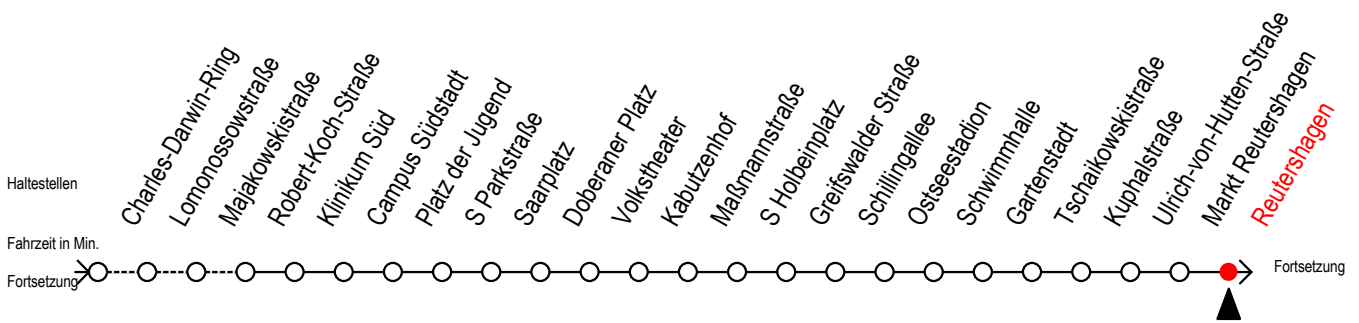 Haltestellen
Charles-Darwin-Ring
Lomonossowstraße
Majakowskistraße
Robert-Koch-Straße
Klinikum Süd
Campus Südstadt
Platz der Jugend
S Parkstraße
Saarplatz
Doberaner Platz
Volkstheater
Kabutzenhof
Maßmannstraße
S Holbeinplatz
Greifswalder Straße
Schillingallee
Ostseestadion
Schwimmhalle
Gartenstadt
Tschaikowskistraße
Kuphalstraße
Ulrich-von-Hutten-Straße
Markt Reutershagen
Reutershagen
Fahrzeit in Min.
Fortsetzung
Fortsetzung